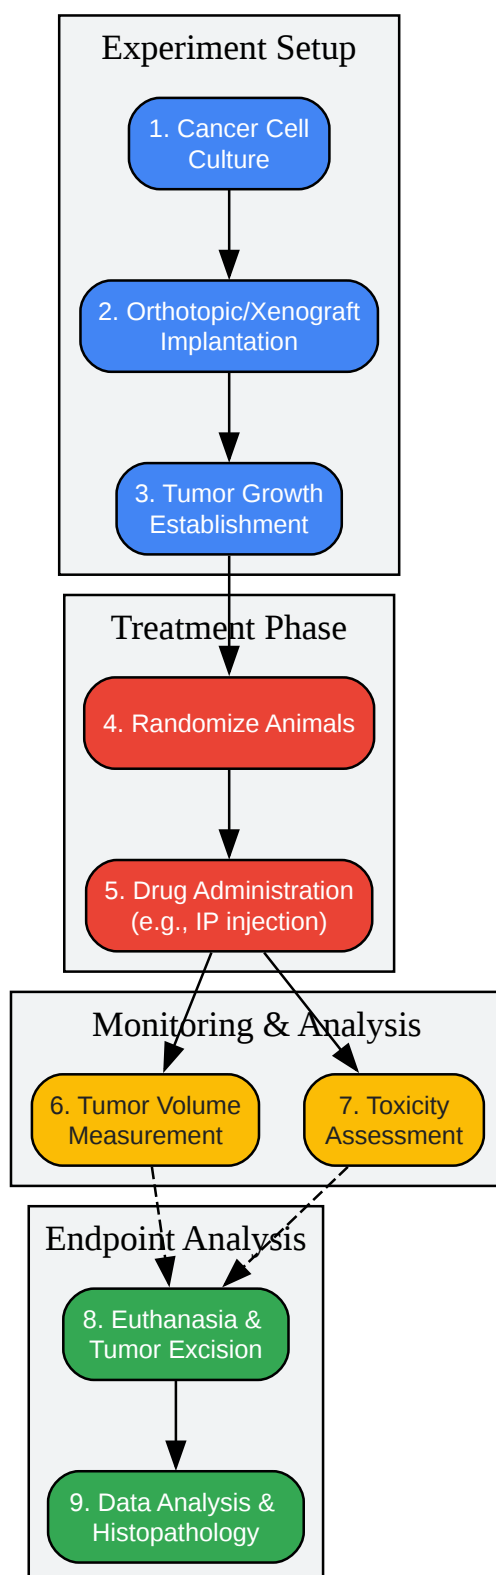 Experiment Setup
1. Cancer Cell
Culture
2. Orthotopic/Xenograft
Implantation
3. Tumor Growth
Establishment
Treatment Phase
4. Randomize Animals
5. Drug Administration
(e.g., IP injection)
Monitoring & Analysis
6. Tumor Volume
Measurement
7. Toxicity
Assessment
Endpoint Analysis
8. Euthanasia &
Tumor Excision
9. Data Analysis &
Histopathology